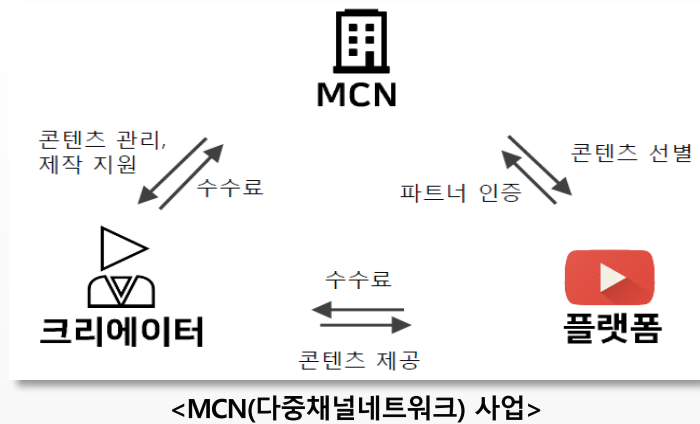 MCN
콘텐츠 관리,
제작 지원
수수료
콘텐츠 선별
파트너 인증
크리에이터
수수료
콘텐츠 제공
플랫폼
<MCN(다중채널네트워크) 사업>